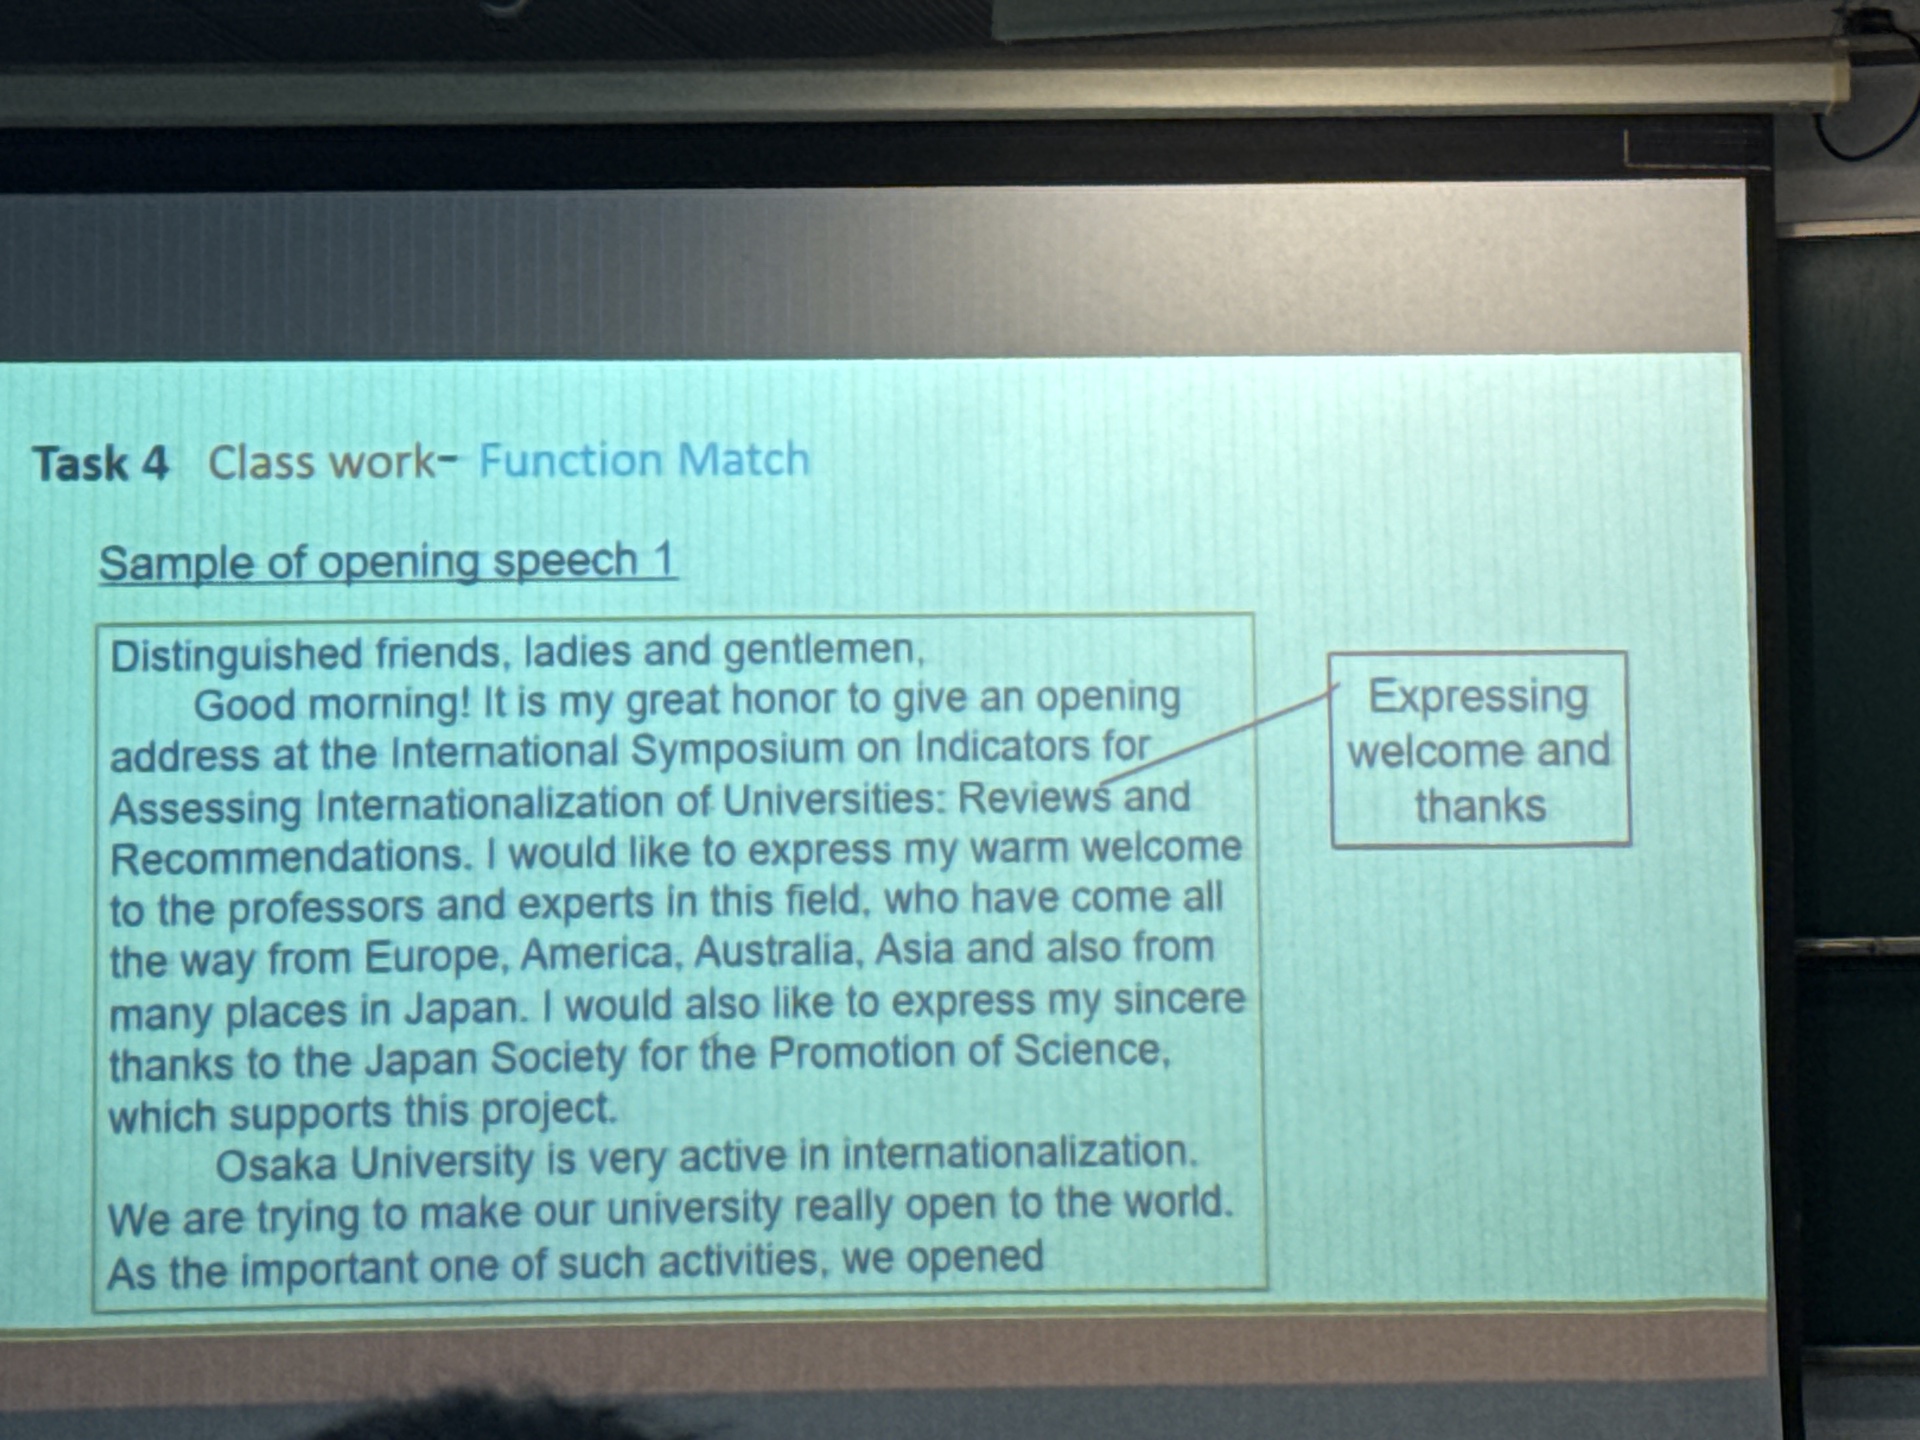 Task 4 Class work- Function Match
Sample of opening speech 1
Distinguished friends, ladies and gentlemen,
Good morning! It is my great honor to give an opening
address at the International Symposium on Indicators for
Assessing Internationalization of Universities: Reviews and
Recommendations. I would like to express my warm welcome
to the professors and experts in this field, who have come all
the way from Europe, America, Australia, Asia and also from
many places in Japan. I would also like to express my sincere
thanks to the Japan Society for the Promotion of Science,
which supports this project.
Osaka University is very active in internationalization.
We are trying to make our university really open to the world.
As the important one of such activities, we opened
Expressing
welcome and
thanks